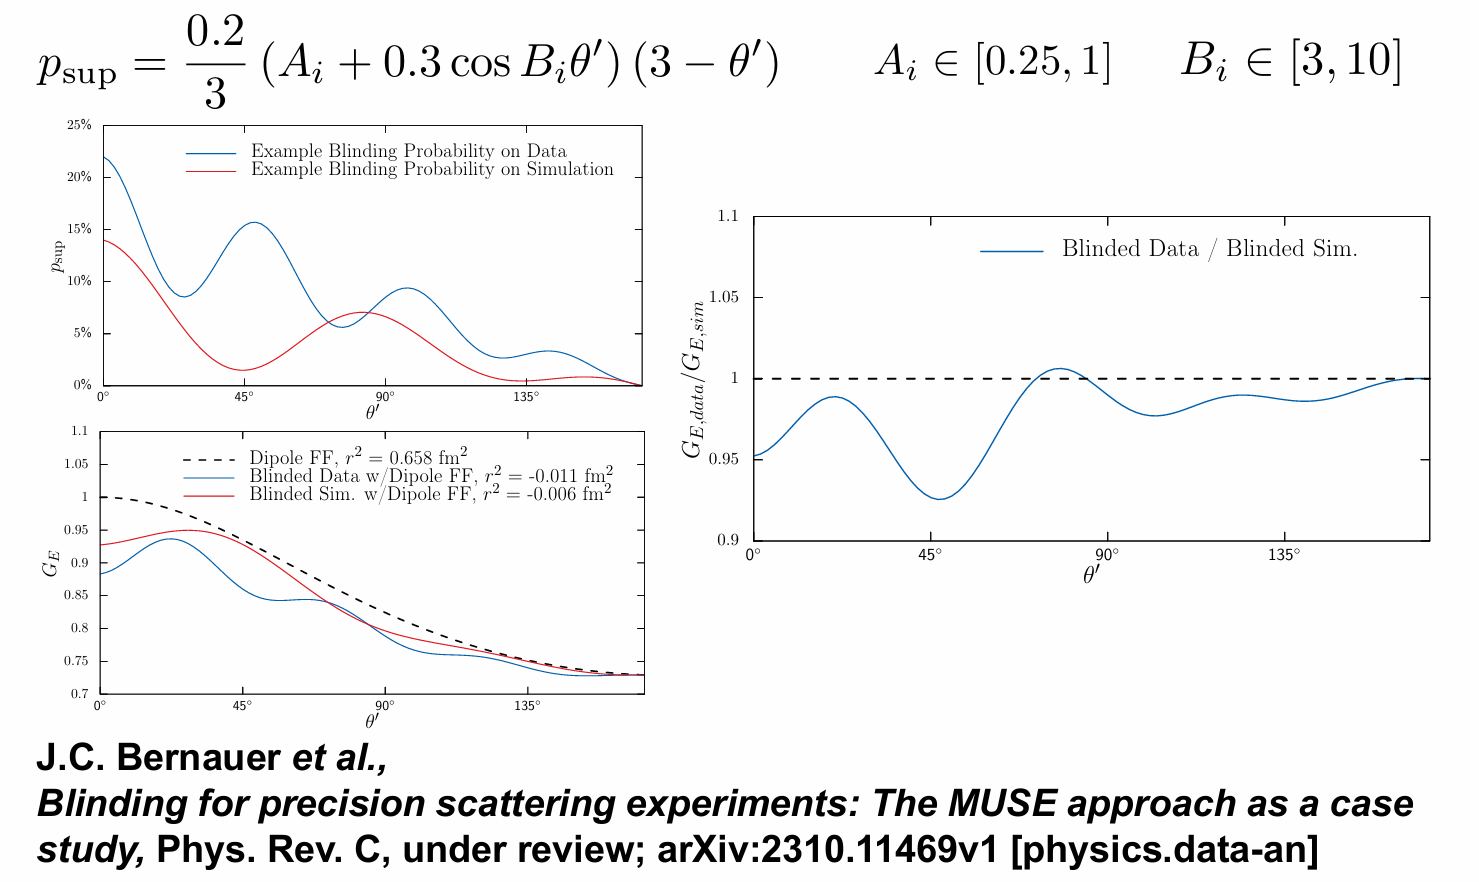 p_sup = 0.2/3 (A_i + 0.3 cos B_iθ′) (3 − θ′)   A_i ∈ [0.25, 1]   B_i ∈ [3, 10]
25%
20%
15%
10%
5%
0%
p_sup
Example Blinding Probability on Data
Example Blinding Probability on Simulation
0° 45° 90° 135°
θ′
1.1
1.05
1
0.95
0.9
0.85
0.8
0.75
0.7
G_E
Dipole FF, r² = 0.658 fm²
Blinded Data w/Dipole FF, r² = -0.011 fm²
Blinded Sim. w/Dipole FF, r² = -0.006 fm²
0° 45° 90° 135°
θ′
1.1
1.05
1
0.95
0.9
G_E,data/G_E,sim
Blinded Data / Blinded Sim.
0° 45° 90° 135°
θ′
J.C. Bernauer et al.,
Blinding for precision scattering experiments: The MUSE approach as a case
study, Phys. Rev. C, under review; arXiv:2310.11469v1 [physics.data-an]